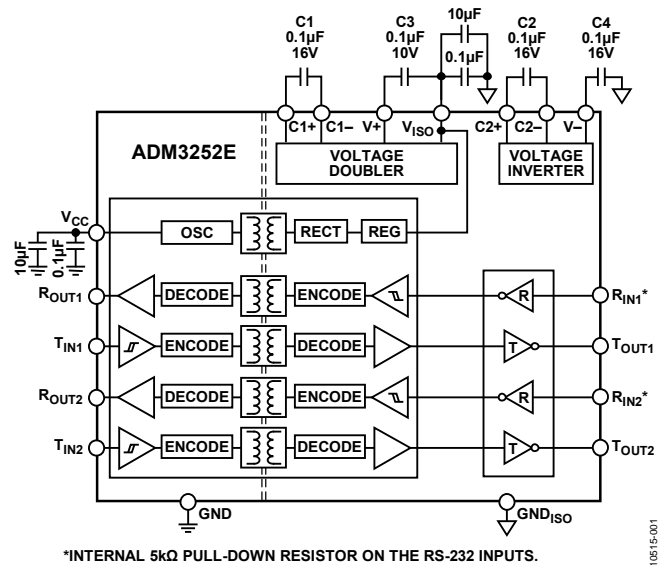 10µF
C1
0.1µF
16V
C3
0.1µF
10V
0.1µF
C2
0.1µF
16V
C4
0.1µF
16V
C1+ C1– V+ VISO C2+ C2– V–
ADM3252E
VOLTAGE
DOUBLER
VOLTAGE
INVERTER
VCC
10µF
0.1µF
OSC RECT REG
ROUT1 DECODE ENCODE R RIN1*
TIN1 ENCODE DECODE T TOUT1
ROUT2 DECODE ENCODE R RIN2*
TIN2 ENCODE DECODE T TOUT2
GND GNDISO
*INTERNAL 5kΩ PULL-DOWN RESISTOR ON THE RS-232 INPUTS.
10515-001